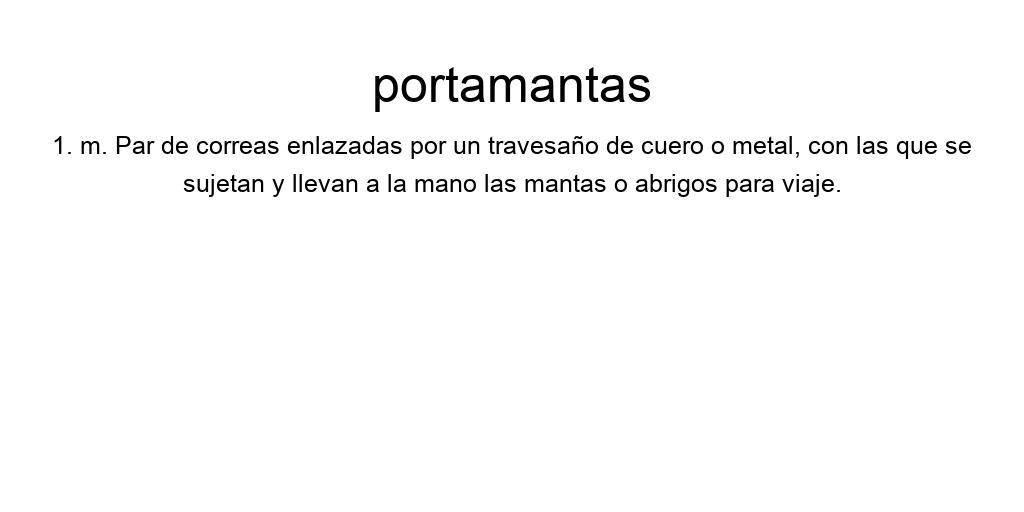 portamantas
1. m. Par de correas enlazadas por un travesaño de cuero o metal, con las que se
sujetan y llevan a la mano las mantas o abrigos para viaje.